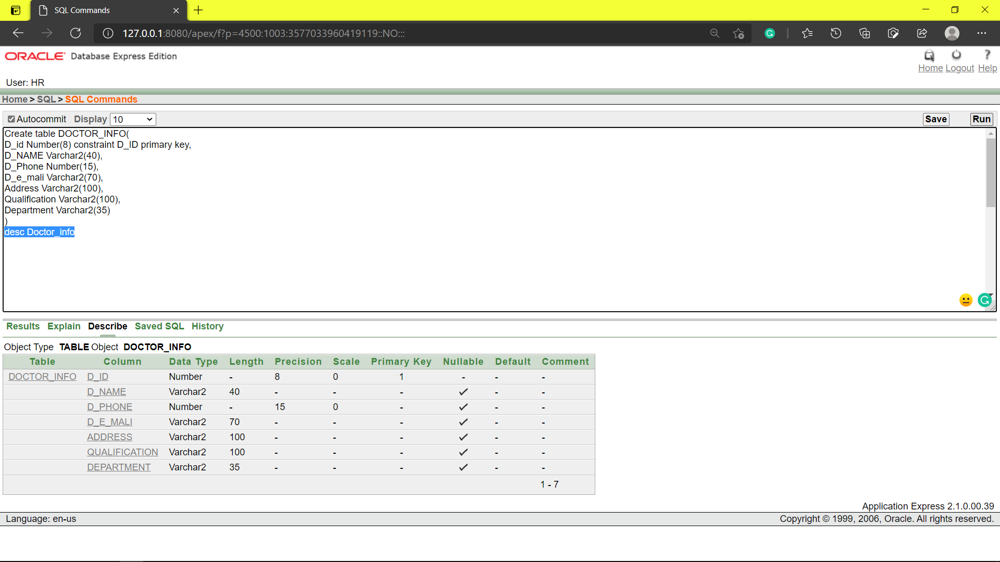 SQL Commands
127.0.0.1:8080/apex/f?p=4500:1003:3577033960419119::NO:::
ORACLE Database Express Edition
Home Logout Help
User: HR
Home > SQL > SQL Commands
Autocommit Display 10 Save Run
Create table DOCTOR_INFO(
D_id Number(8) constraint D_ID primary key,
D_NAME Varchar2(40),
D_Phone Number(15),
D_e_mali Varchar2(70),
Address Varchar2(100),
Qualification Varchar2(100),
Department Varchar2(35)
)
desc Doctor_info
Results Explain Describe Saved SQL History
Object Type TABLE Object DOCTOR_INFO
Table Column Data Type Length Precision Scale Primary Key Nullable Default Comment
DOCTOR_INFO D_ID Number - 8 0 1 - - -
D_NAME Varchar2 40 - - - ✓ - -
D_PHONE Number - 15 0 - ✓ - -
D_E_MALI Varchar2 70 - - - ✓ - -
ADDRESS Varchar2 100 - - - ✓ - -
QUALIFICATION Varchar2 100 - - - ✓ - -
DEPARTMENT Varchar2 35 - - - ✓ - -
1 - 7
Application Express 2.1.0.00.39
Language: en-us Copyright © 1999, 2006, Oracle. All rights reserved.